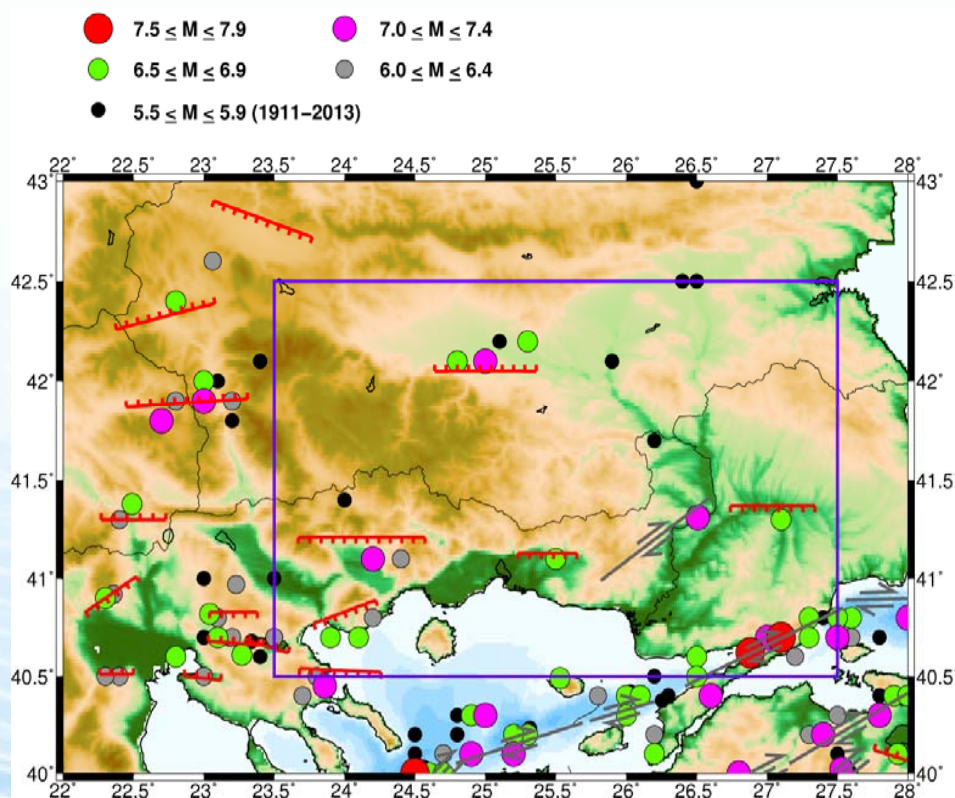 7.5 ≤ M ≤ 7.9 7.0 ≤ M ≤ 7.4
6.5 ≤ M ≤ 6.9 6.0 ≤ M ≤ 6.4
5.5 ≤ M ≤ 5.9 (1911−2013)
22˚ 22.5˚ 23˚ 23.5˚ 24˚ 24.5˚ 25˚ 25.5˚ 26˚ 26.5˚ 27˚ 27.5˚ 28˚
43˚ 43˚
42.5˚ 42.5˚
42˚ 42˚
41.5˚ 41.5˚
41˚ 41˚
40.5˚ 40.5˚
40˚ 40˚
22˚ 22.5˚ 23˚ 23.5˚ 24˚ 24.5˚ 25˚ 25.5˚ 26˚ 26.5˚ 27˚ 27.5˚ 28˚